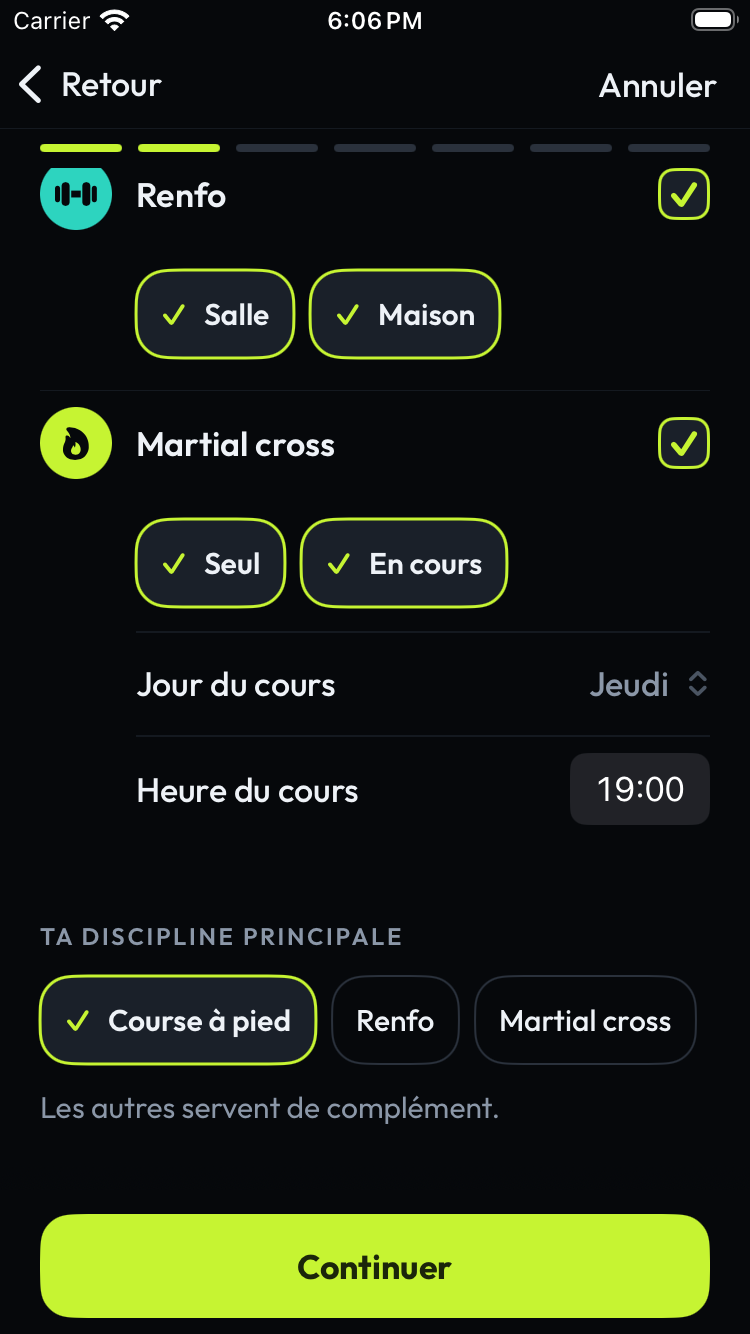 Carrier 6:06 PM
Retour Annuler
Renfo
Salle Maison
Martial cross
Seul En cours
Jour du cours Jeudi
Heure du cours 19:00
TA DISCIPLINE PRINCIPALE
Course à pied Renfo Martial cross
Les autres servent de complément.
Continuer